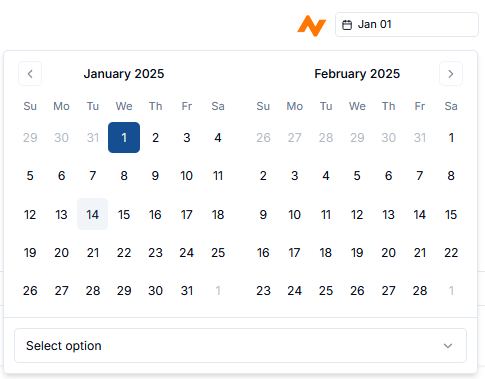 Jan 01
January 2025
February 2025
Su Mo Tu We Th Fr Sa
Su Mo Tu We Th Fr Sa
29 30 31 1 2 3 4
26 27 28 29 30 31 1
5 6 7 8 9 10 11
2 3 4 5 6 7 8
12 13 14 15 16 17 18
9 10 11 12 13 14 15
19 20 21 22 23 24 25
16 17 18 19 20 21 22
26 27 28 29 30 31 1
23 24 25 26 27 28 1
Select option